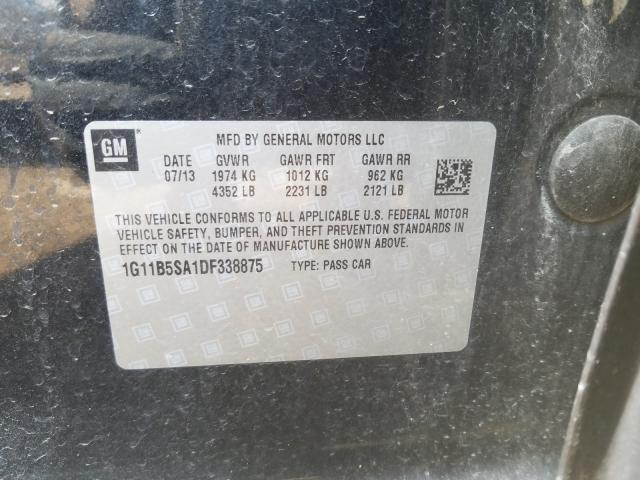 GM
MFD BY GENERAL MOTORS LLC
DATE GVWR GAWR FRT GAWR RR
07/13 1974 KG 1012 KG 962 KG
4352 LB 2231 LB 2121 LB
THIS VEHICLE CONFORMS TO ALL APPLICABLE U.S. FEDERAL MOTOR
VEHICLE SAFETY, BUMPER, AND THEFT PREVENTION STANDARDS IN
EFFECT ON THE DATE OF MANUFACTURE SHOWN ABOVE.
1G11B5SA1DF338875 TYPE: PASS CAR